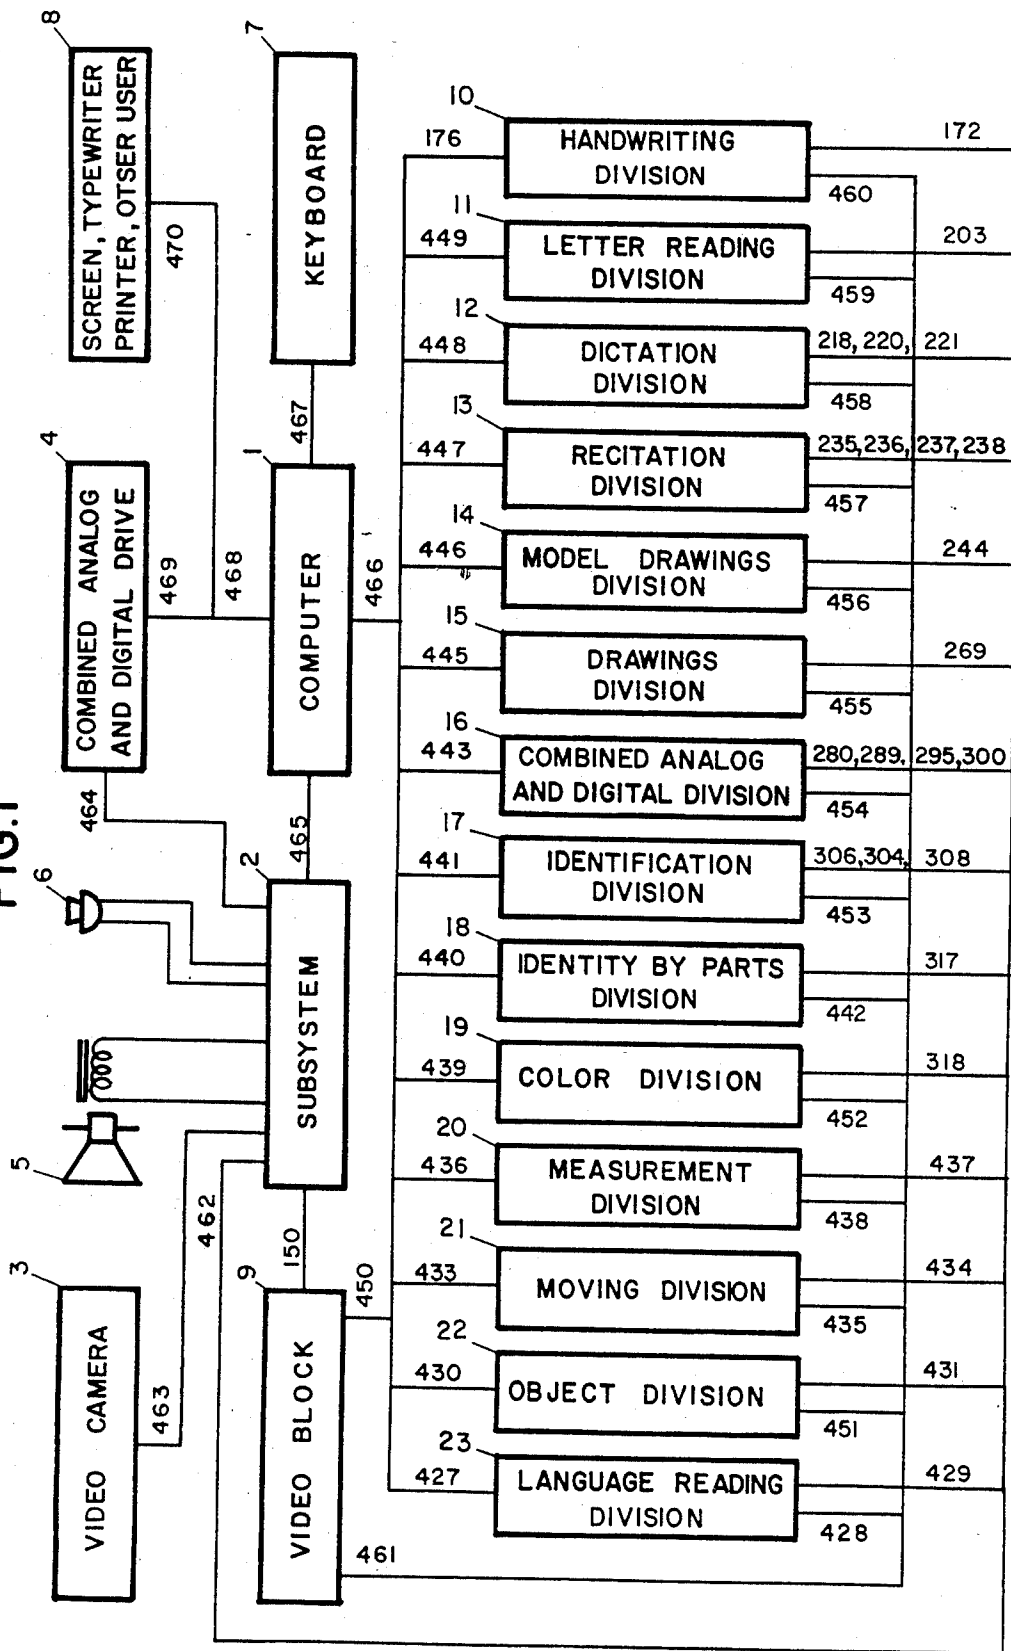 FIG.1
8
SCREEN, TYPEWRITER
PRINTER, OTSER USER
470
7
KEYBOARD
467
4
COMBINED ANALOG
AND DIGITAL DRIVE
469
468
464
1
COMPUTER
466
465
6
2
SUBSYSTEM
5
462
150
3
VIDEO CAMERA
463
9
VIDEO BLOCK
450
461
10
176
HANDWRITING
DIVISION
172
460
11
449
LETTER READING
DIVISION
203
459
12
448
DICTATION
DIVISION
218, 220, 221
458
13
447
RECITATION
DIVISION
235, 236, 237, 238
457
14
446
MODEL DRAWINGS
DIVISION
244
456
15
445
DRAWINGS
DIVISION
269
455
16
443
COMBINED ANALOG
AND DIGITAL DIVISION
280, 289. 295, 300
454
17
441
IDENTIFICATION
DIVISION
306, 304, 308
453
18
440
IDENTITY BY PARTS
DIVISION
317
442
19
439
COLOR DIVISION
318
452
20
436
MEASUREMENT
DIVISION
437
438
21
433
MOVING DIVISION
434
435
22
430
OBJECT DIVISION
431
451
23
427
LANGUAGE READING
DIVISION
429
428